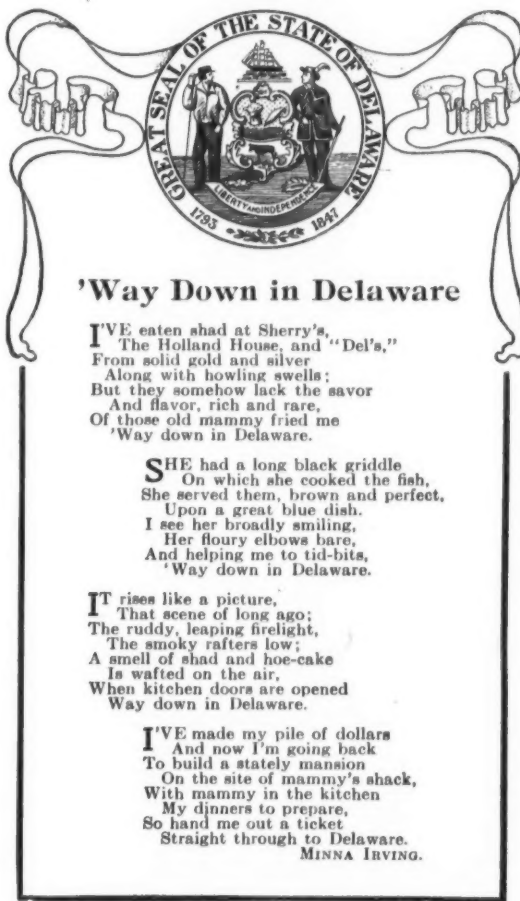 GREAT SEAL OF THE STATE OF DELAWARE
LIBERTY AND INDEPENDENCE
1793 1847
'Way Down in Delaware
I'VE eaten shad at Sherry's,
The Holland House, and "Del's,"
From solid gold and silver
Along with howling swells;
But they somehow lack the savor
And flavor, rich and rare,
Of those old mammy fried me
'Way down in Delaware.
SHE had a long black griddle
On which she cooked the fish,
She served them, brown and perfect,
Upon a great blue dish.
I see her broadly smiling,
Her floury elbows bare,
And helping me to tid-bits,
'Way down in Delaware.
IT rises like a picture,
That scene of long ago;
The ruddy, leaping firelight,
The smoky rafters low;
A smell of shad and hoe-cake
Is wafted on the air,
When kitchen doors are opened
Way down in Delaware.
I'VE made my pile of dollars
And now I'm going back
To build a stately mansion
On the site of mammy's shack,
With mammy in the kitchen
My dinners to prepare,
So hand me out a ticket
Straight through to Delaware.
MINNA IRVING.